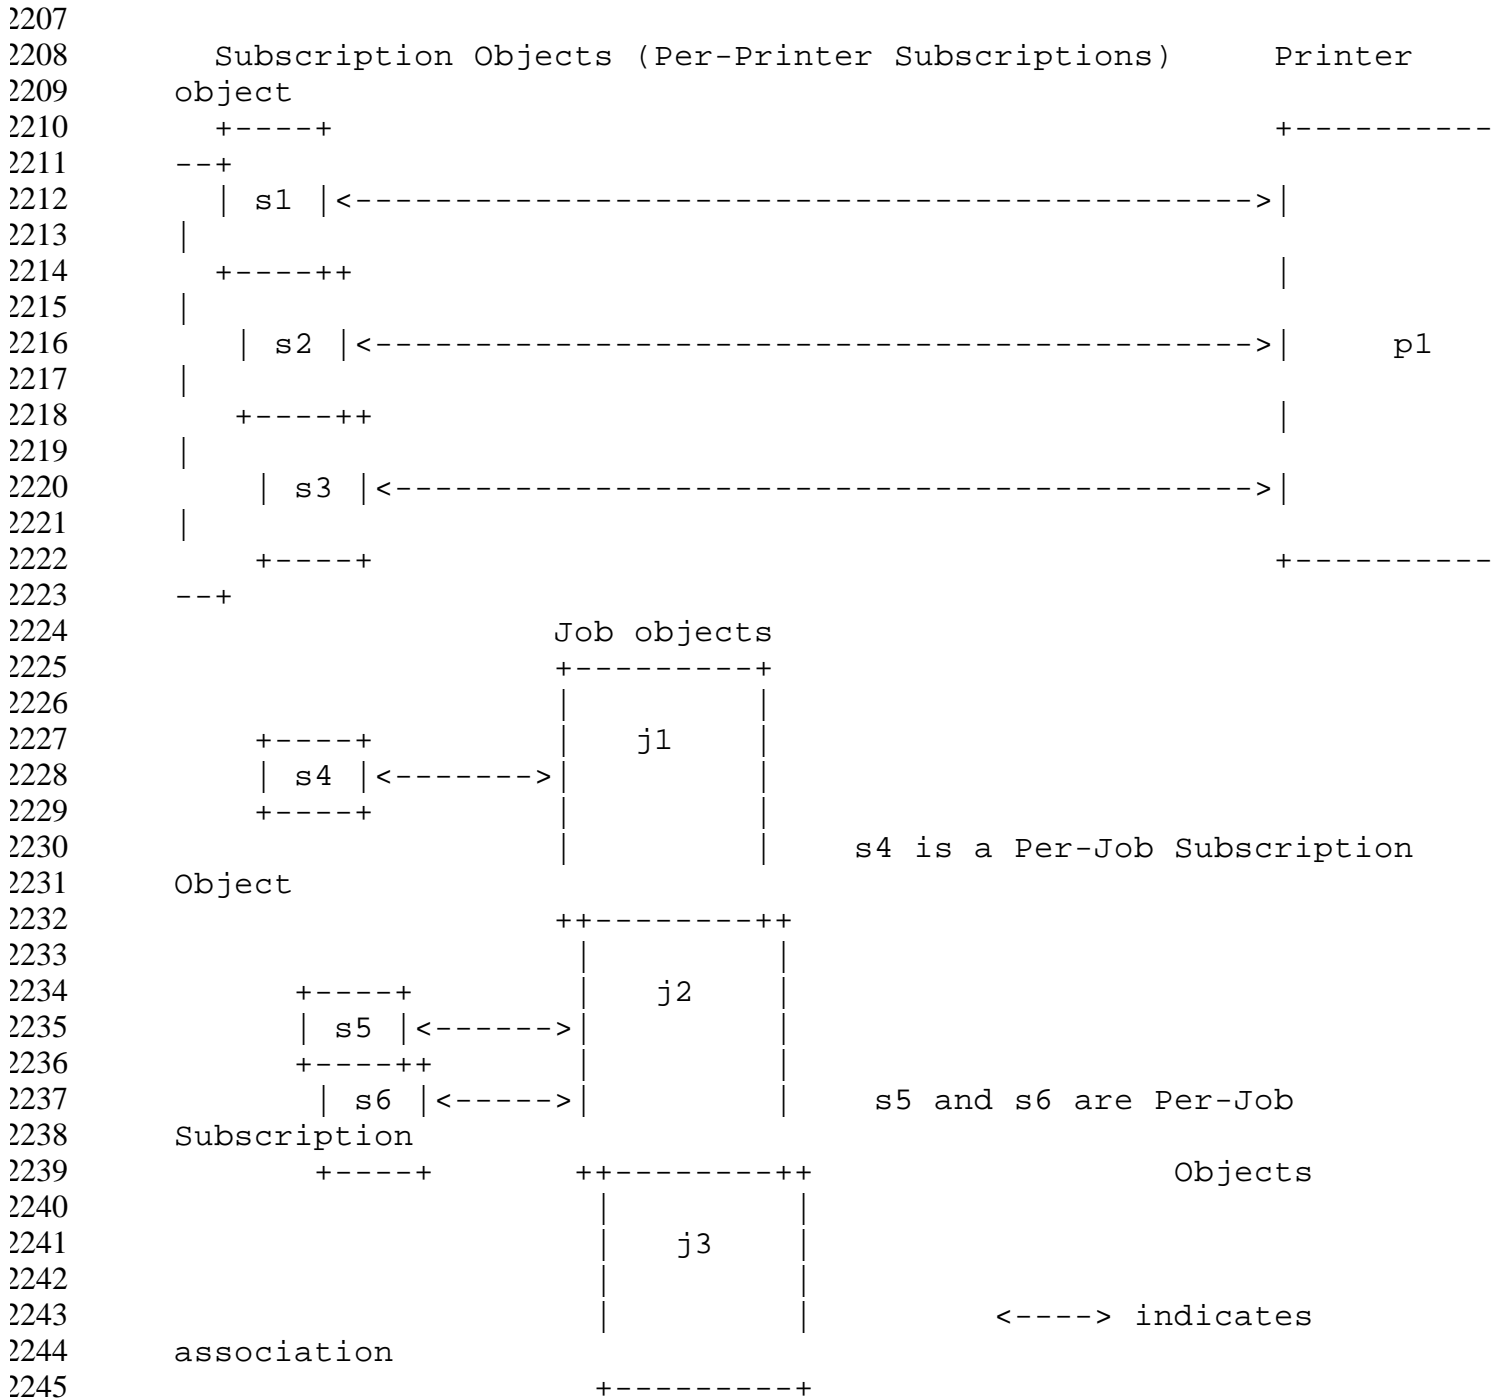 2207
2208        Subscription Objects (Per-Printer Subscriptions)     Printer
2209      object
2210        +----+                                               +----------
2211      --+
2212        | s1 |<--------------------------------------------->|
2213      |
2214        +----++                                              |
2215      |
2216         | s2 |<-------------------------------------------->|     p1
2217      |
2218         +----++                                             |
2219      |
2220          | s3 |<------------------------------------------->|
2221      |
2222          +----+                                             +----------
2223      --+
2224                         Job objects
2225                         +---------+
2226                         |         |
2227          +----+         |   j1    |
2228          | s4 |<------->|         |
2229          +----+         |         |
2230                         |         |    s4 is a Per-Job Subscription
2231      Object
2232                         ++--------++
2233                          |         |
2234            +----+        |   j2    |
2235            | s5 |<------>|         |
2236            +----++       |         |
2237             | s6 |<----->|         |    s5 and s6 are Per-Job
2238      Subscription
2239             +----+       ++--------++                  Objects
2240                           |         |
2241                           |   j3    |
2242                           |         |
2243                           |         |         <----> indicates
2244      association
2245                           +---------+